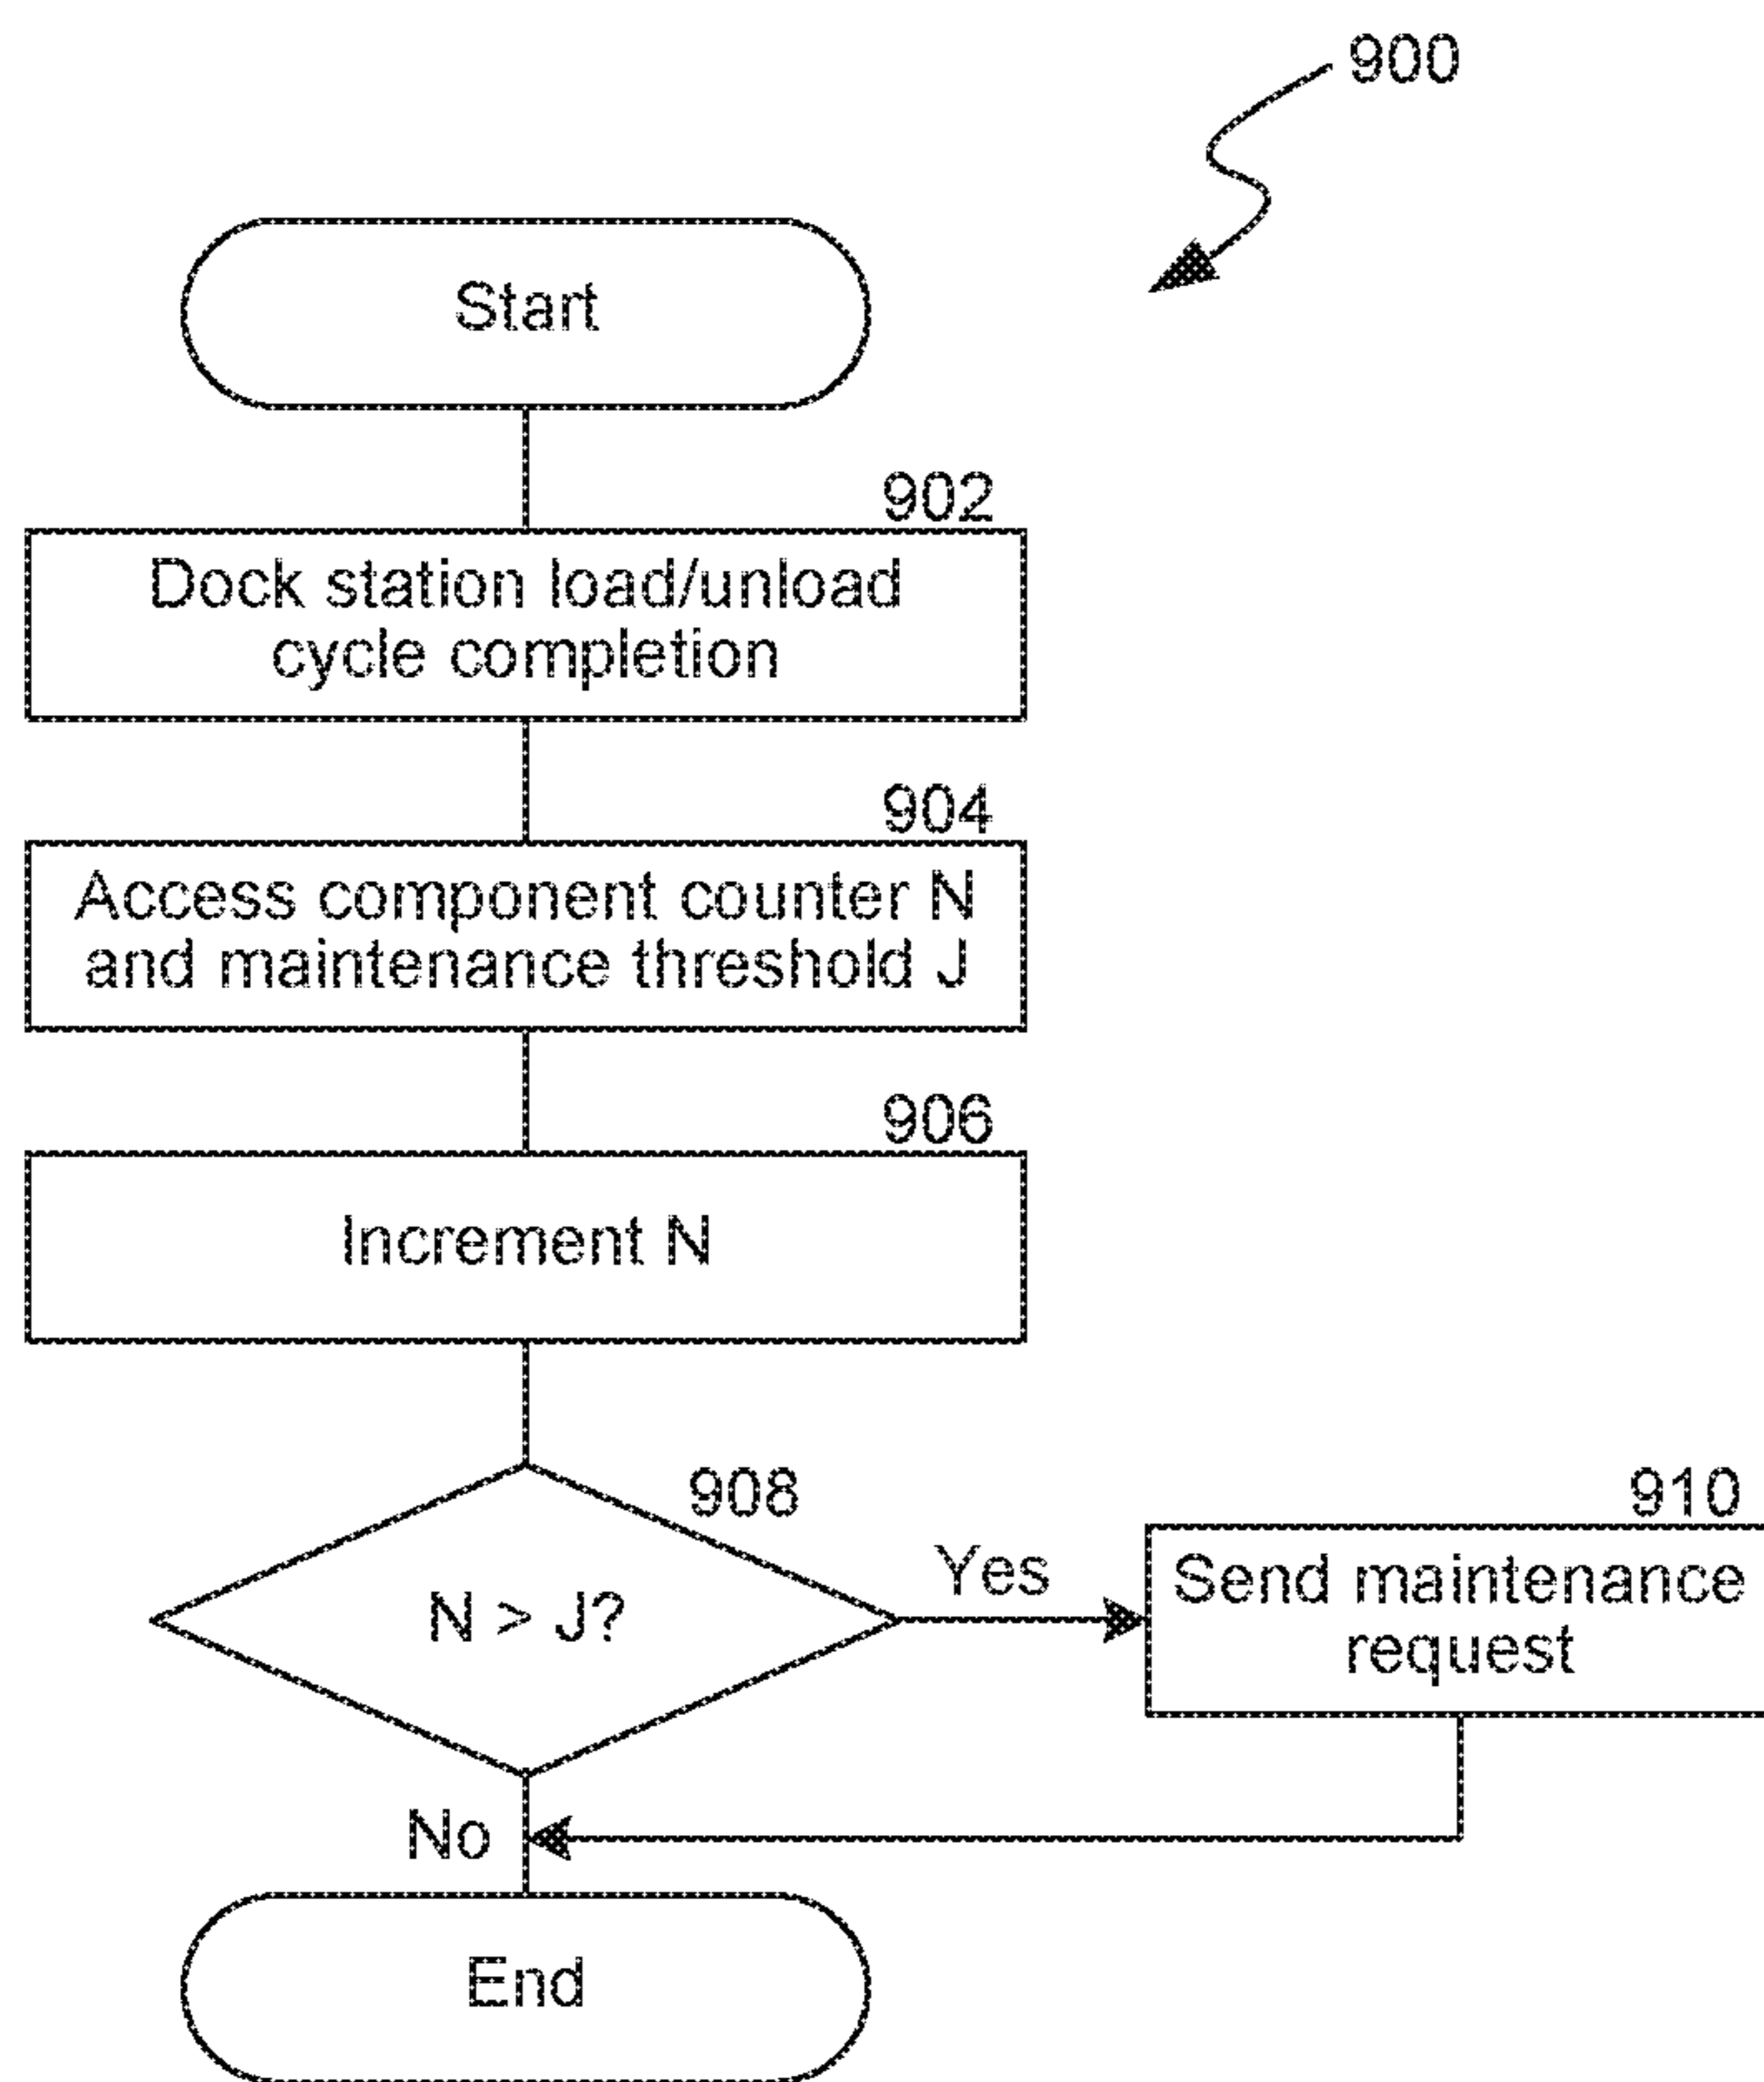 900
Start
902
Dock station load/unload
cycle completion
904
Access component counter N
and maintenance threshold J
906
Increment N
908
N > J?
Yes
910
Send maintenance
request
No
End